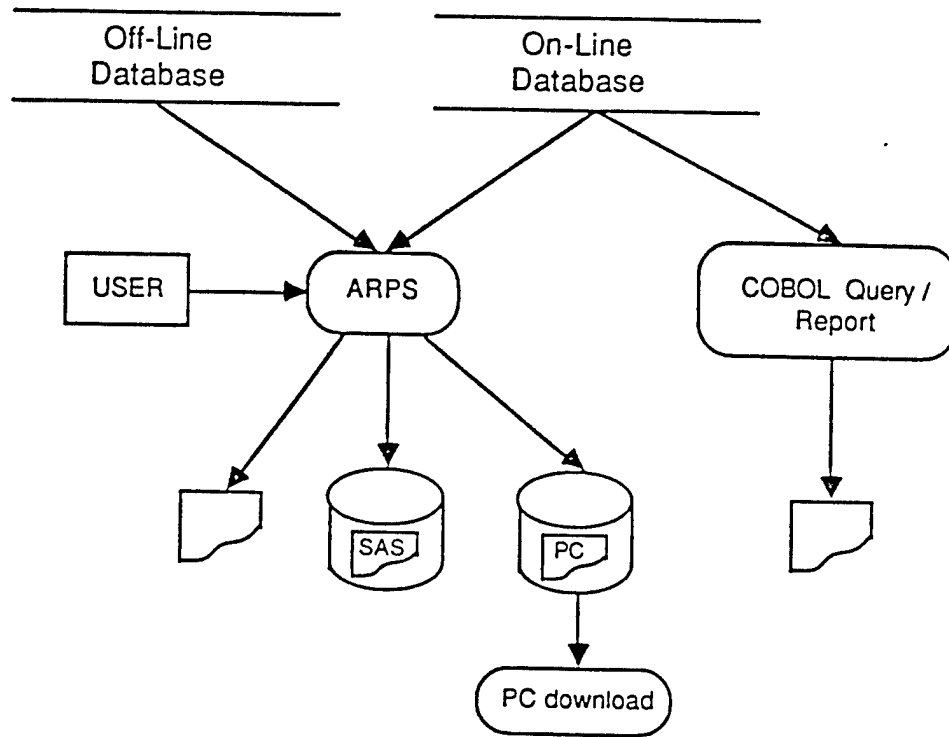 Off-Line
Database
On-Line
Database
USER
ARPS
COBOL Query /
Report
SAS
PC
PC download